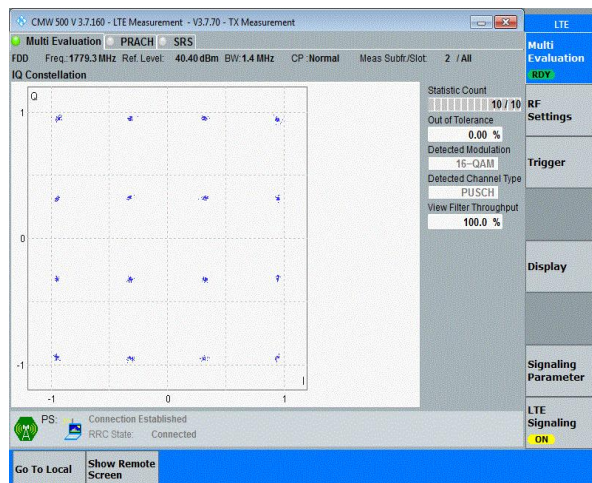 CMW 500 V 3.7.160 - LTE Measurement - V3.7.70 - TX Measurement
LTE
Multi Evaluation PRACH SRS
Multi
Evaluation
RDY
FDD Freq.:1779.3 MHz Ref. Level: 40.40 dBm BW:1.4 MHz CP :Normal Meas Subfr./Slot: 2 / All
IQ Constellation
Q
1
0
-1
-1 0 1
I
Statistic Count
10 / 10
Out of Tolerance
0.00 %
Detected Modulation
16-QAM
Detected Channel Type
PUSCH
View Filter Throughput
100.0 %
RF
Settings
Trigger
Display
Signaling
Parameter
LTE
Signaling
ON
PS: Connection Established
RRC State: Connected
Go To Local
Show Remote
Screen